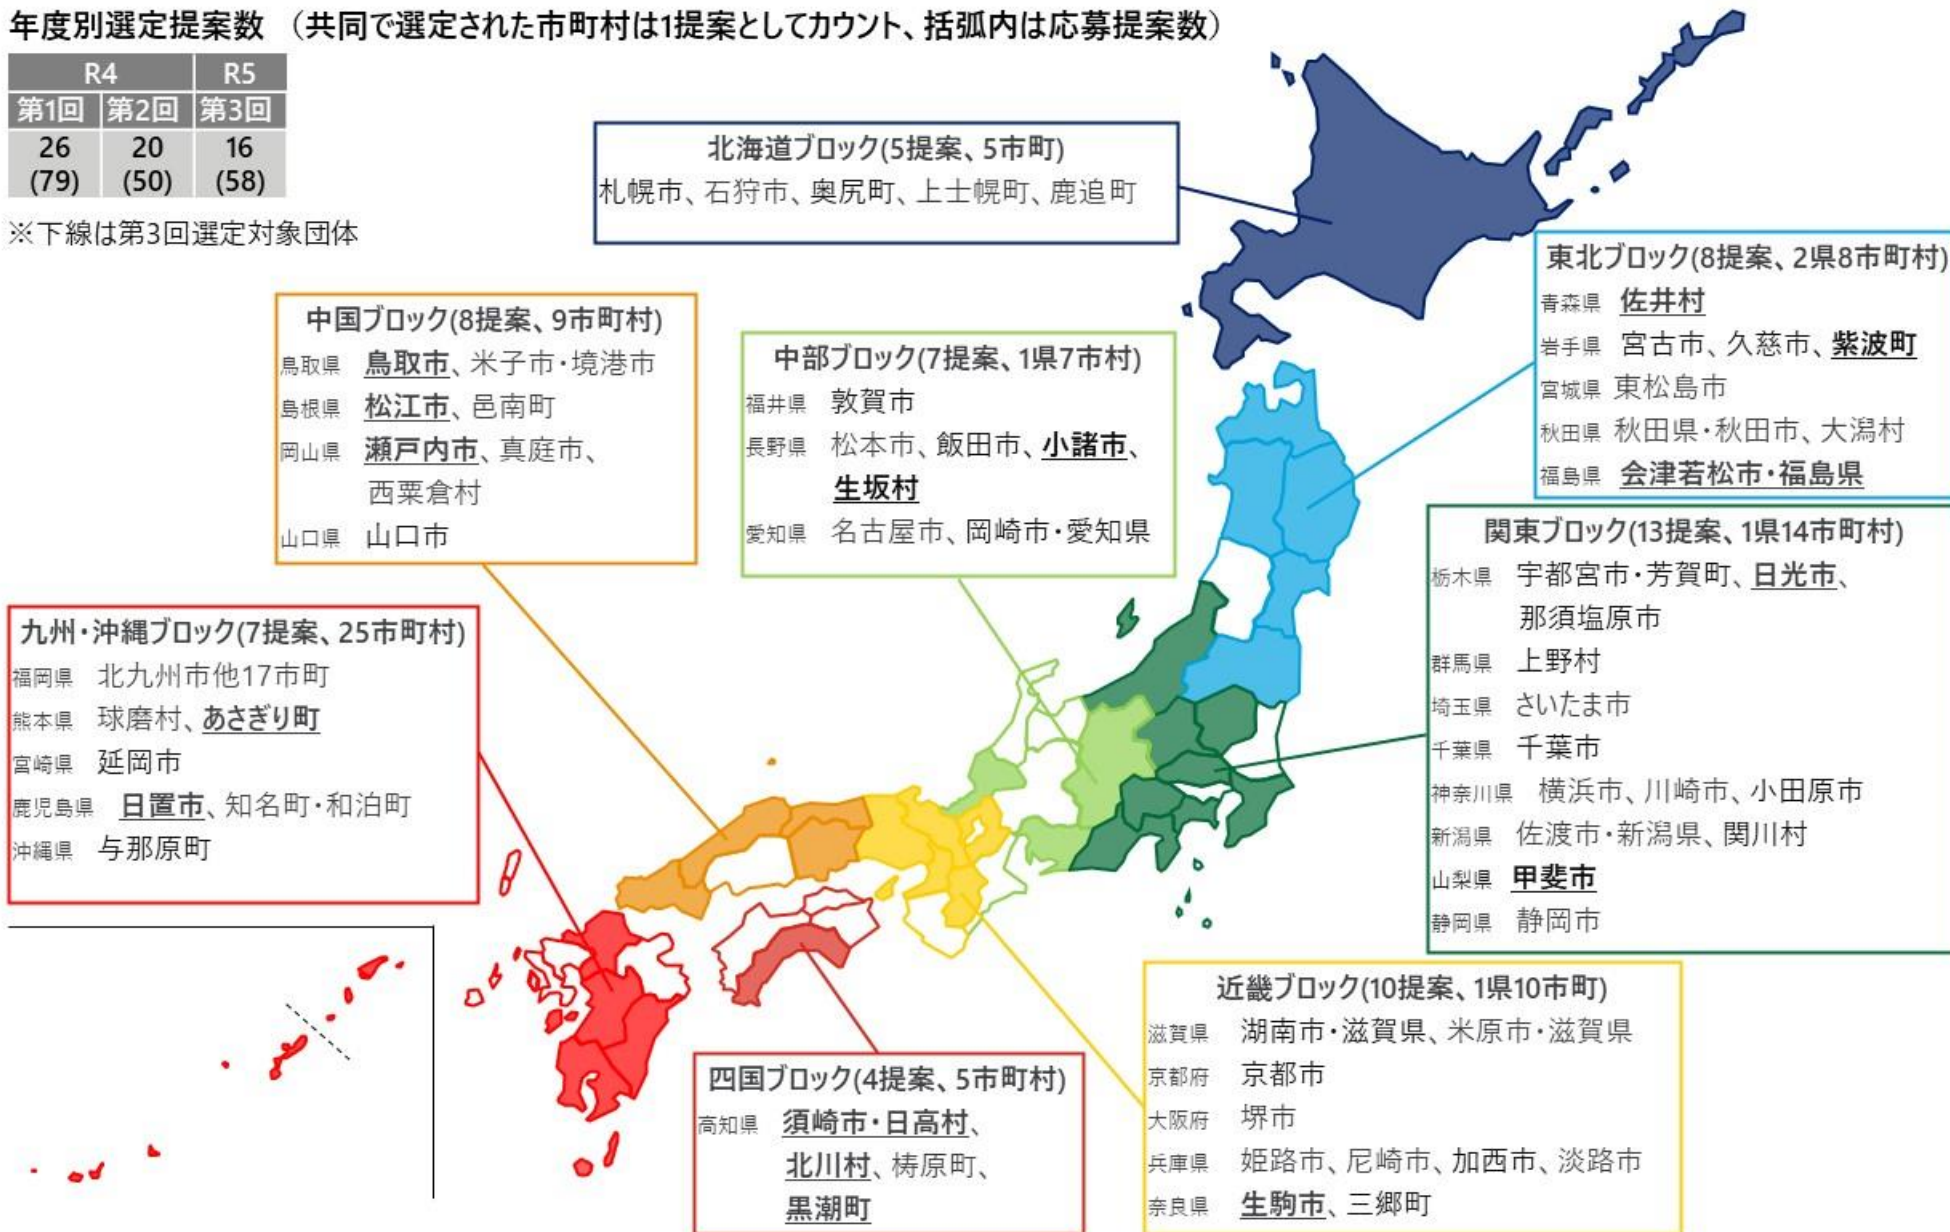 年度別選定提案数 （共同で選定された市町村は1提案としてカウント、括弧内は応募提案数）
R4 R5
第1回 第2回 第3回
26 20 16
(79) (50) (58)
※下線は第3回選定対象団体
北海道ブロック(5提案、5市町)
札幌市、石狩市、奥尻町、上士幌町、鹿追町
東北ブロック(8提案、2県8市町村)
青森県 佐井村
岩手県 宮古市、久慈市、紫波町
宮城県 東松島市
秋田県 秋田県・秋田市、大潟村
福島県 会津若松市・福島県
中国ブロック(8提案、9市町村)
鳥取県 鳥取市、米子市・境港市
島根県 松江市、邑南町
岡山県 瀬戸内市、真庭市、
西粟倉村
山口県 山口市
中部ブロック(7提案、1県7市村)
福井県 敦賀市
長野県 松本市、飯田市、小諸市、
生坂村
愛知県 名古屋市、岡崎市・愛知県
関東ブロック(13提案、1県14市町村)
栃木県 宇都宮市・芳賀町、日光市、
那須塩原市
群馬県 上野村
埼玉県 さいたま市
千葉県 千葉市
神奈川県 横浜市、川崎市、小田原市
新潟県 佐渡市・新潟県、関川村
山梨県 甲斐市
静岡県 静岡市
九州・沖縄ブロック(7提案、25市町村)
福岡県 北九州市他17市町
熊本県 球磨村、あさぎり町
宮崎県 延岡市
鹿児島県 日置市、知名町・和泊町
沖縄県 与那原町
四国ブロック(4提案、5市町村)
高知県 須崎市・日高村、
北川村、梼原町、
黒潮町
近畿ブロック(10提案、1県10市町)
滋賀県 湖南市・滋賀県、米原市・滋賀県
京都府 京都市
大阪府 堺市
兵庫県 姫路市、尼崎市、加西市、淡路市
奈良県 生駒市、三郷町